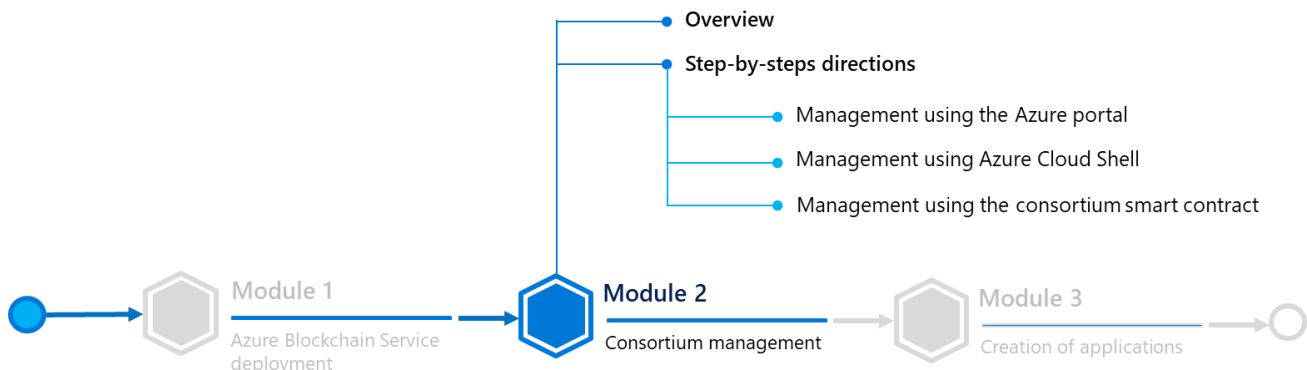 Overview
Step-by-steps directions
Management using the Azure portal
Management using Azure Cloud Shell
Management using the consortium smart contract
Module 1
Azure Blockchain Service
deployment
Module 2
Consortium management
Module 3
Creation of applications